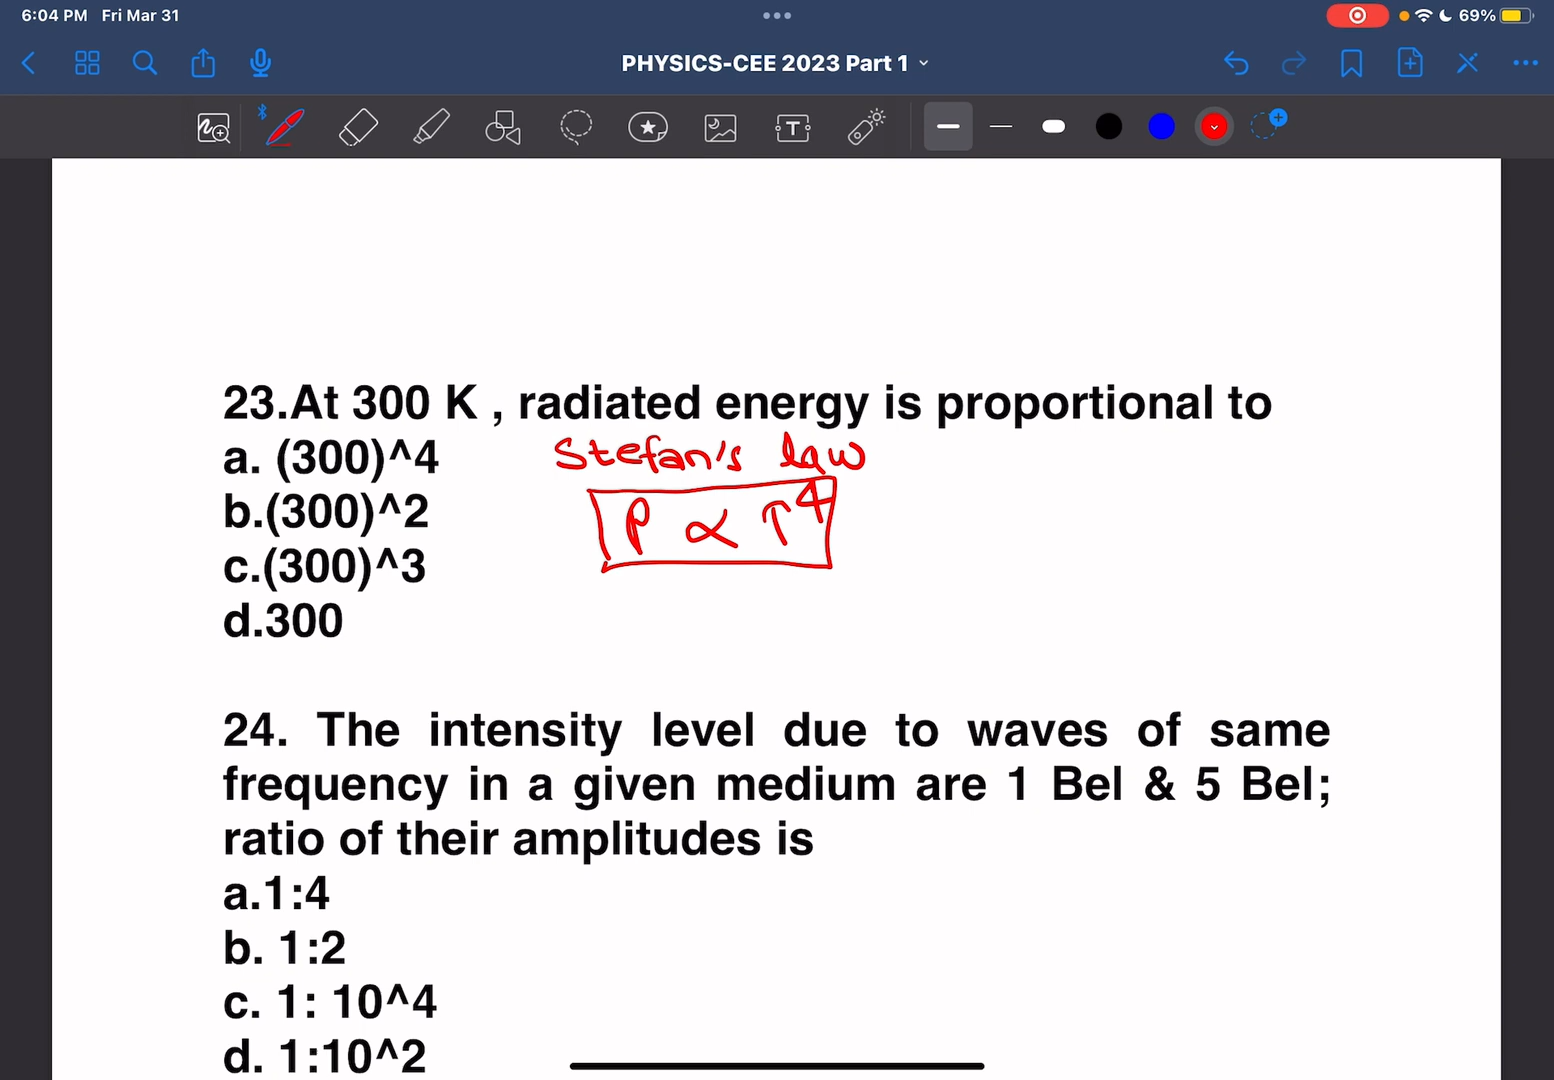 6:04 PM Fri Mar 31
69%
PHYSICS-CEE 2023 Part 1
T
23.At 300 K , radiated energy is proportional to
a. (300)^4
Stefan's law
b.(300)^2
P ∝ T^4
c.(300)^3
d.300
24. The intensity level due to waves of same
frequency in a given medium are 1 Bel & 5 Bel;
ratio of their amplitudes is
a.1:4
b. 1:2
c. 1: 10^4
d. 1:10^2